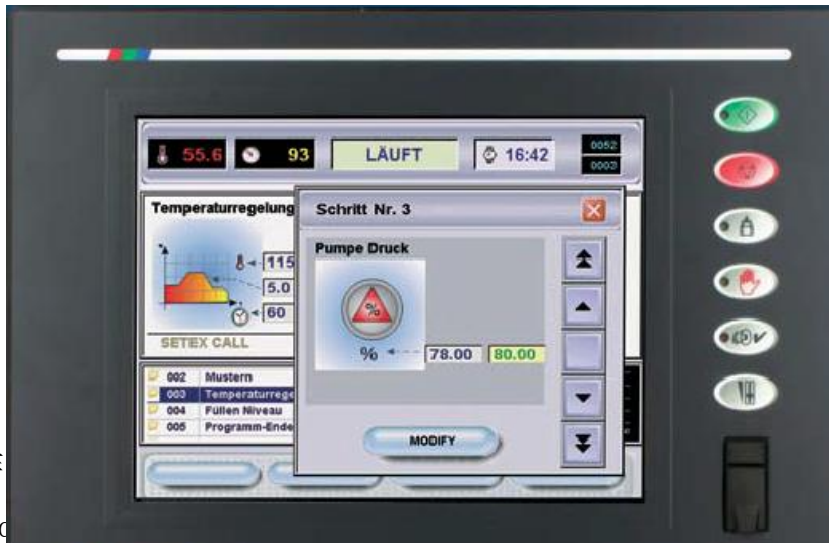 55.6 93 LÄUFT 16:42 0052
0002
Temperaturregelung
Schritt Nr. 3
Pumpe Druck
115
5.0
60
%
% 78.00 80.00
SETEX CALL
002 Mustern
003 Temperaturrege
004 Füllen Niveau
005 Programm-Ende
MODIFY